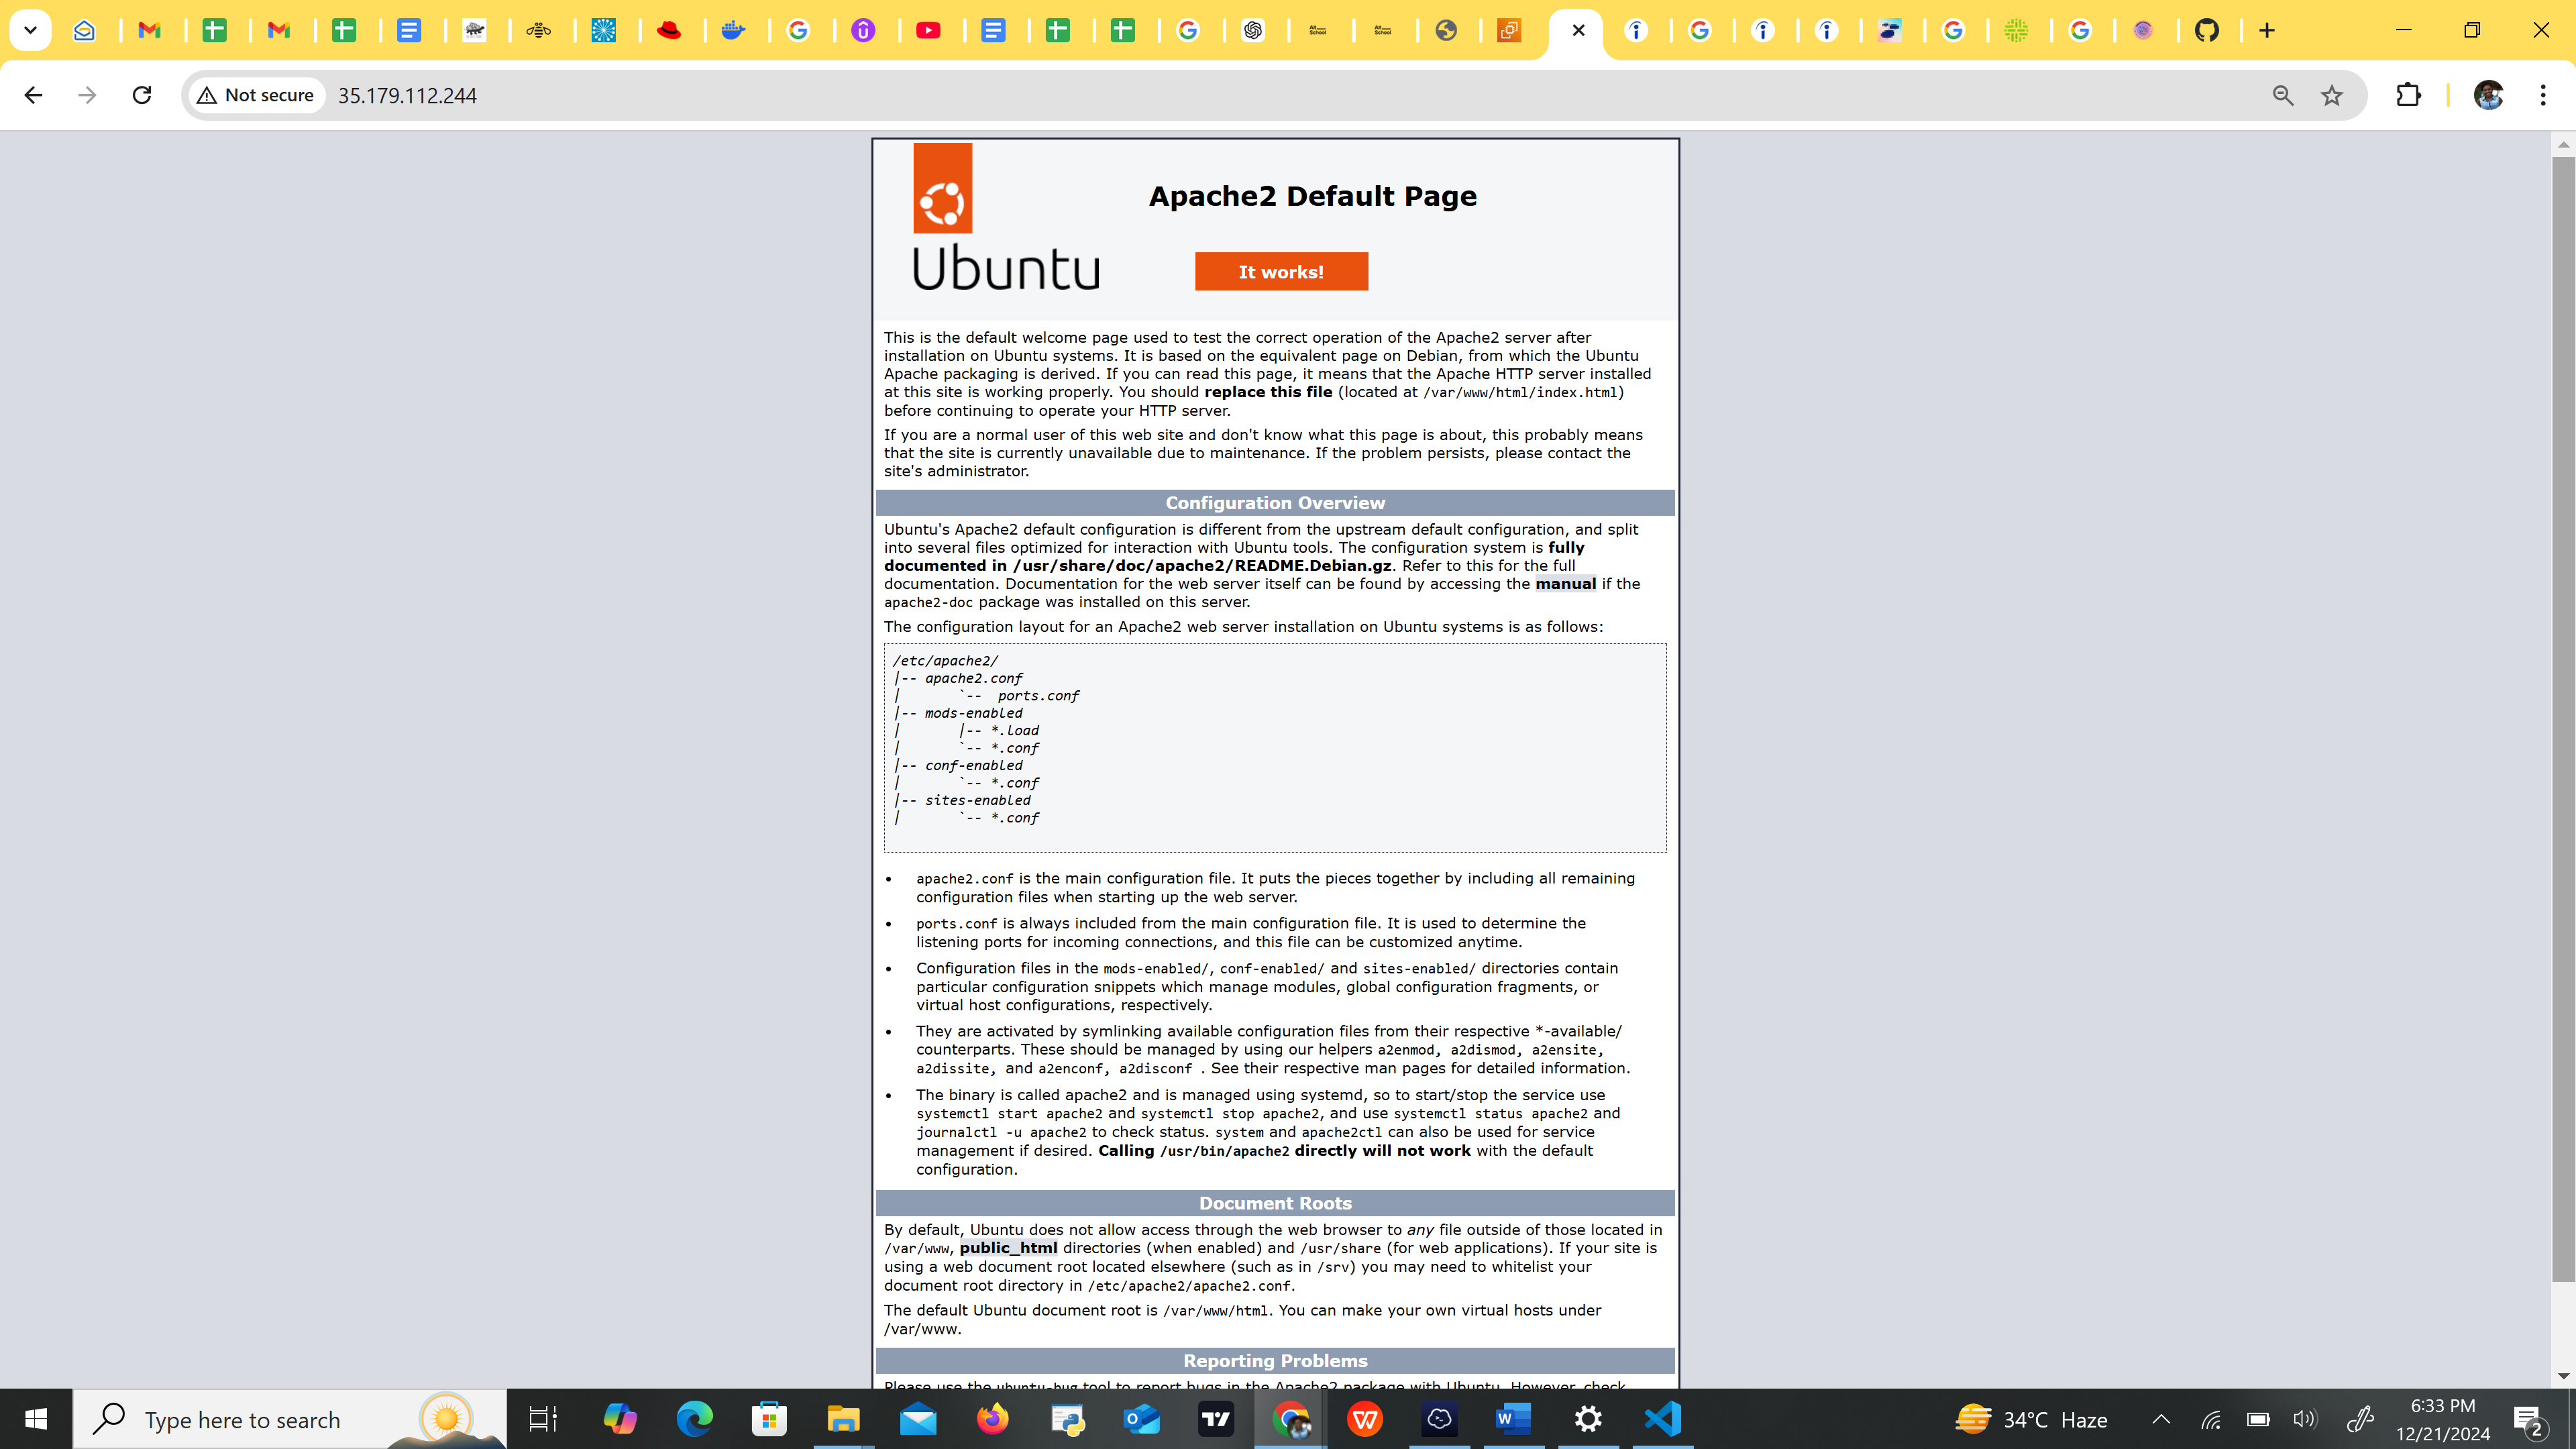 Not secure
35.179.112.244
Apache2 Default Page
Ubuntu
It works!
This is the default welcome page used to test the correct operation of the Apache2 server after
installation on Ubuntu systems. It is based on the equivalent page on Debian, from which the Ubuntu
Apache packaging is derived. If you can read this page, it means that the Apache HTTP server installed
at this site is working properly. You should replace this file (located at /var/www/html/index.html)
before continuing to operate your HTTP server.
If you are a normal user of this web site and don't know what this page is about, this probably means
that the site is currently unavailable due to maintenance. If the problem persists, please contact the
site's administrator.
Configuration Overview
Ubuntu's Apache2 default configuration is different from the upstream default configuration, and split
into several files optimized for interaction with Ubuntu tools. The configuration system is fully
documented in /usr/share/doc/apache2/README.Debian.gz. Refer to this for the full
documentation. Documentation for the web server itself can be found by accessing the manual if the
apache2-doc package was installed on this server.
The configuration layout for an Apache2 web server installation on Ubuntu systems is as follows:
/etc/apache2/
|-- apache2.conf
|       `--  ports.conf
|-- mods-enabled
|       |-- *.load
|       `-- *.conf
|-- conf-enabled
|       `-- *.conf
|-- sites-enabled
|       `-- *.conf
• apache2.conf is the main configuration file. It puts the pieces together by including all remaining
configuration files when starting up the web server.
• ports.conf is always included from the main configuration file. It is used to determine the
listening ports for incoming connections, and this file can be customized anytime.
• Configuration files in the mods-enabled/, conf-enabled/ and sites-enabled/ directories contain
particular configuration snippets which manage modules, global configuration fragments, or
virtual host configurations, respectively.
• They are activated by symlinking available configuration files from their respective *-available/
counterparts. These should be managed by using our helpers a2enmod, a2dismod, a2ensite,
a2dissite, and a2enconf, a2disconf . See their respective man pages for detailed information.
• The binary is called apache2 and is managed using systemd, so to start/stop the service use
systemctl start apache2 and systemctl stop apache2, and use systemctl status apache2 and
journalctl -u apache2 to check status. system and apache2ctl can also be used for service
management if desired. Calling /usr/bin/apache2 directly will not work with the default
configuration.
Document Roots
By default, Ubuntu does not allow access through the web browser to any file outside of those located in
/var/www, public_html directories (when enabled) and /usr/share (for web applications). If your site is
using a web document root located elsewhere (such as in /srv) you may need to whitelist your
document root directory in /etc/apache2/apache2.conf.
The default Ubuntu document root is /var/www/html. You can make your own virtual hosts under
/var/www.
Reporting Problems
Please use the ubuntu-bug tool to report bugs in the Apache2 package with Ubuntu. However, check
Type here to search
34°C Haze
6:33 PM
12/21/2024
2